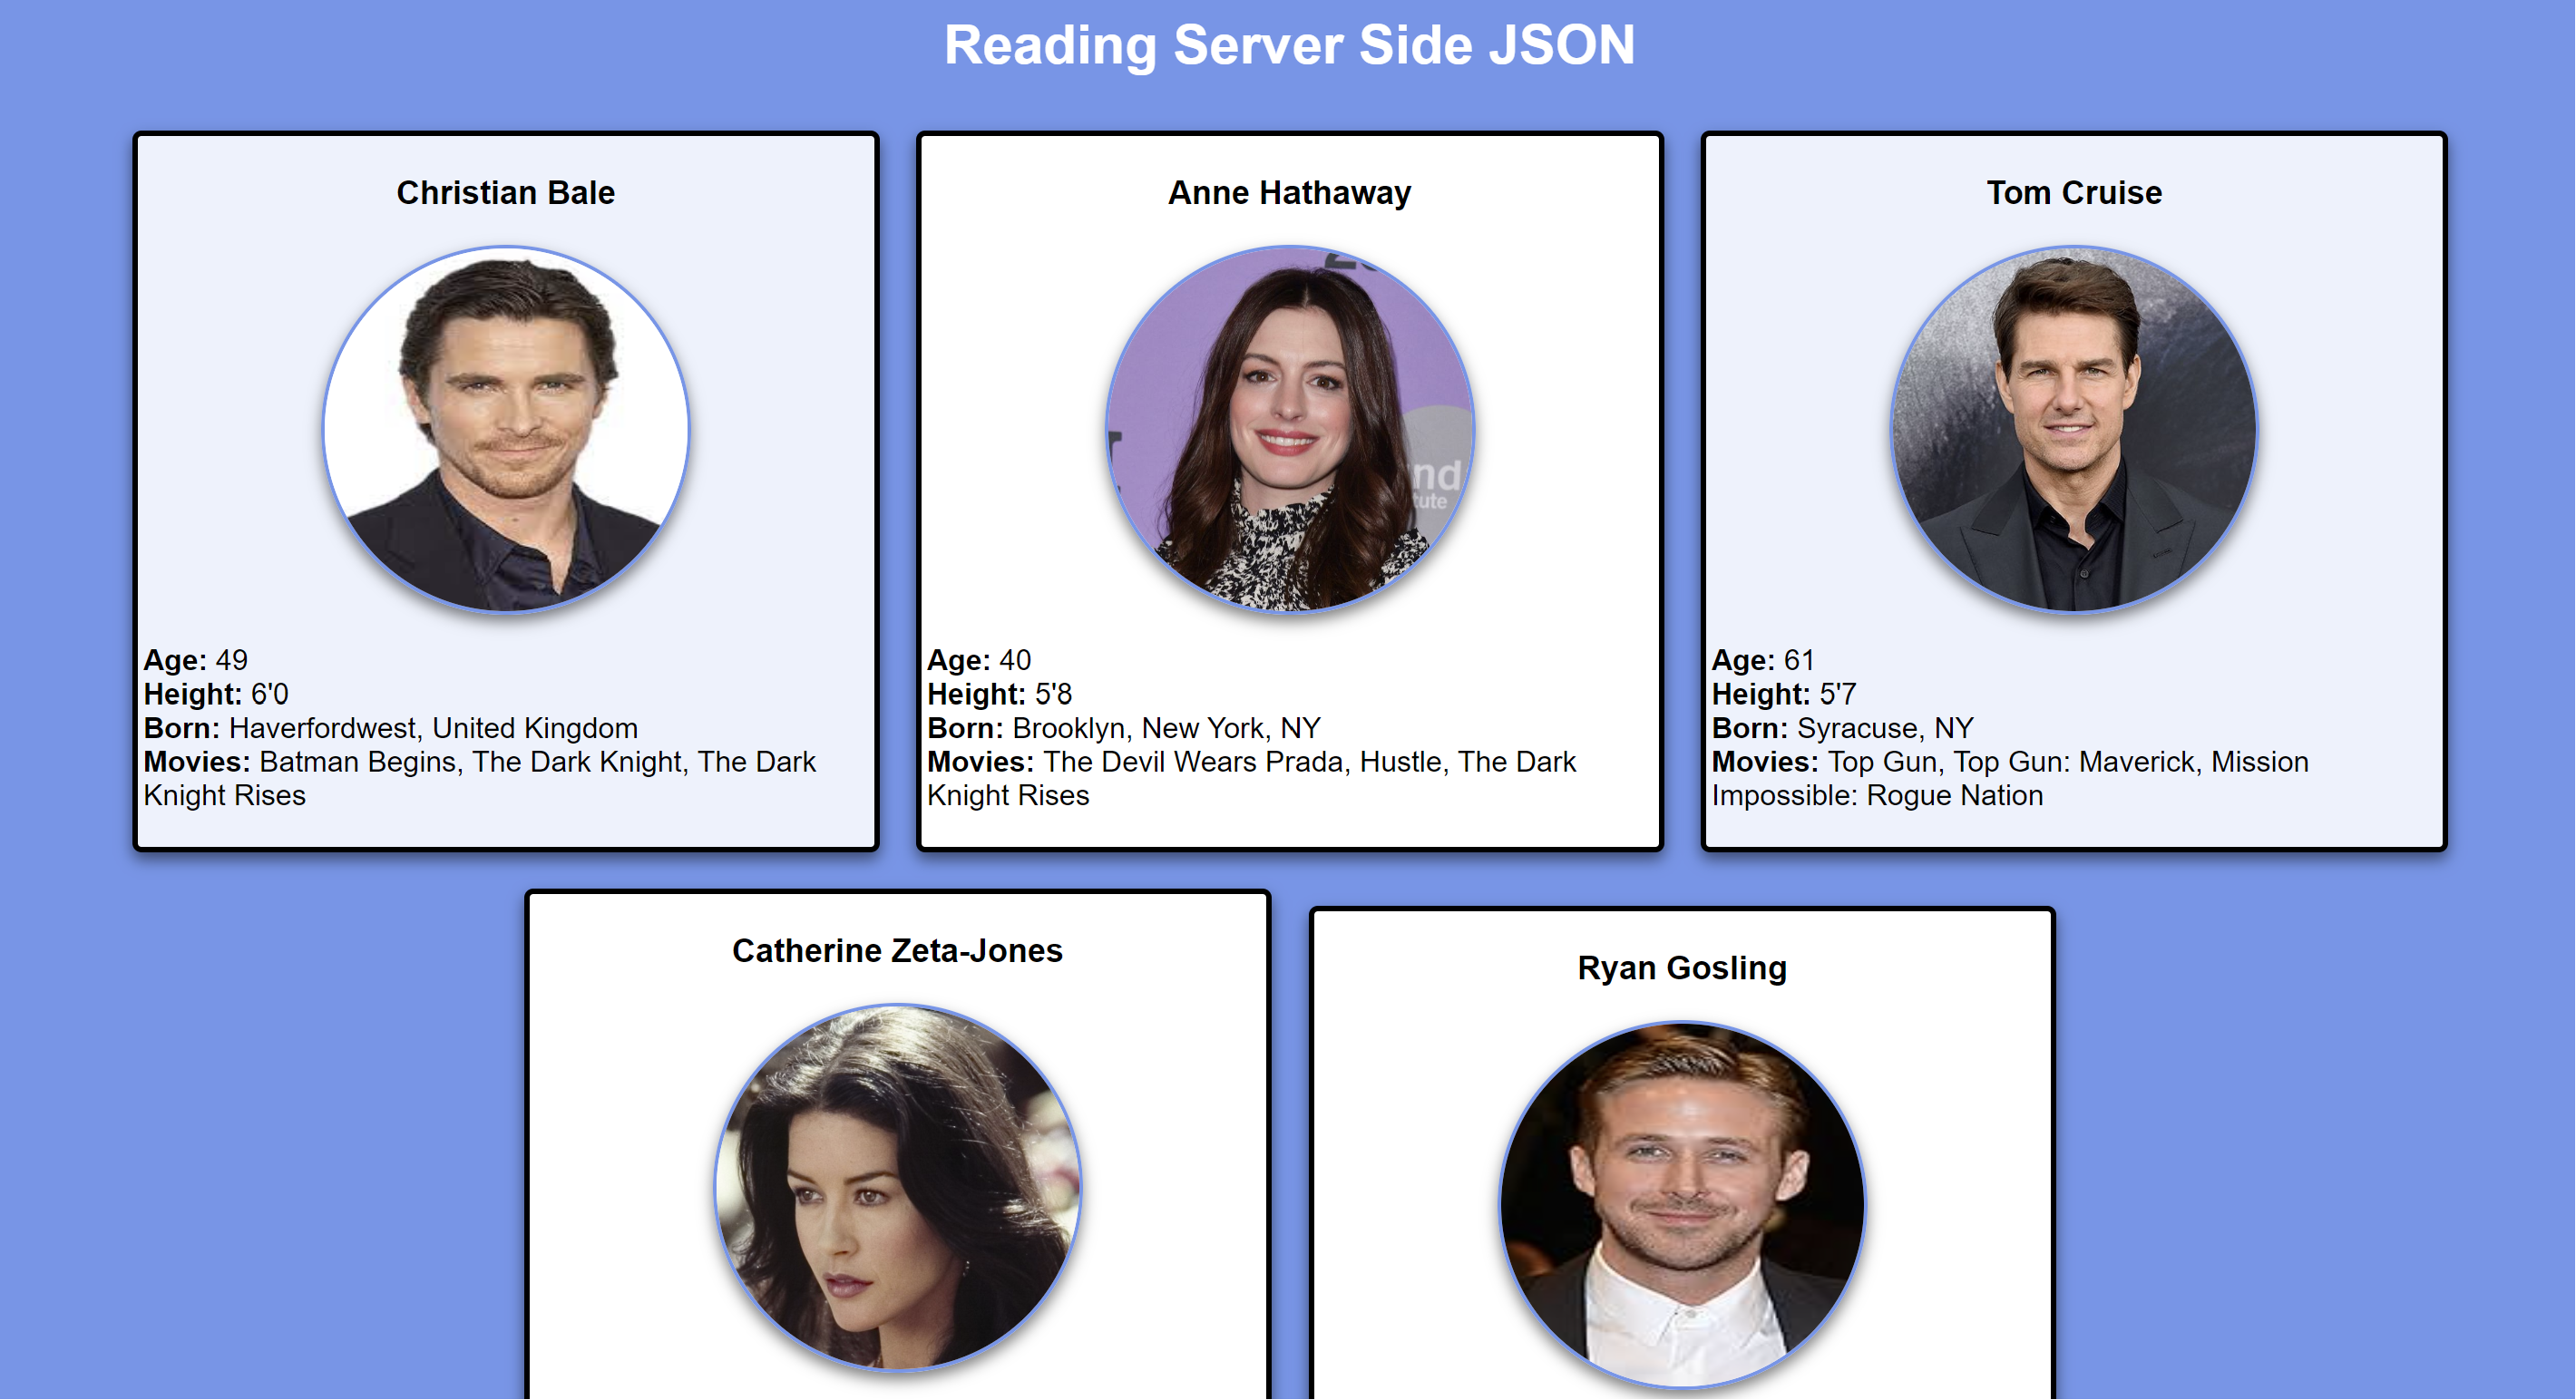 Reading Server Side JSON
Christian Bale
Anne Hathaway
Tom Cruise
Age: 49
Height: 6'0
Born: Haverfordwest, United Kingdom
Movies: Batman Begins, The Dark Knight, The Dark
Knight Rises
Age: 40
Height: 5'8
Born: Brooklyn, New York, NY
Movies: The Devil Wears Prada, Hustle, The Dark
Knight Rises
Age: 61
Height: 5'7
Born: Syracuse, NY
Movies: Top Gun, Top Gun: Maverick, Mission
Impossible: Rogue Nation
Catherine Zeta-Jones
Ryan Gosling